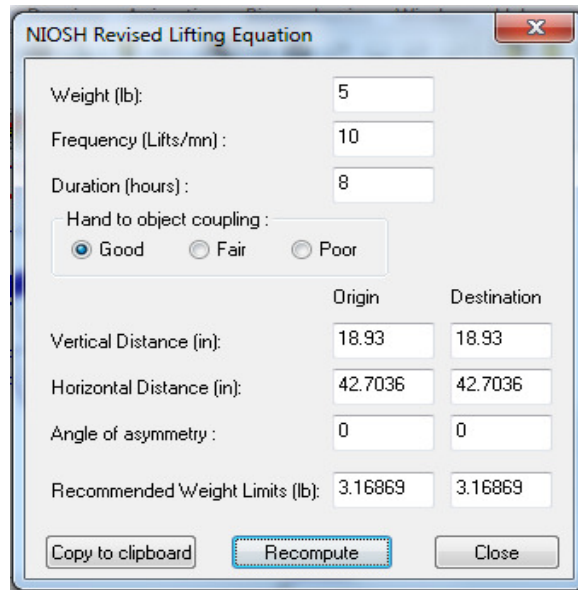 NIOSH Revised Lifting Equation
Weight (lb): 5
Frequency (Lifts/mn) : 10
Duration (hours) : 8
Hand to object coupling :
Good Fair Poor
Origin Destination
Vertical Distance (in): 18.93 18.93
Horizontal Distance (in): 42.7036 42.7036
Angle of asymmetry : 0 0
Recommended Weight Limits (lb): 3.16869 3.16869
Copy to clipboard Recompute Close